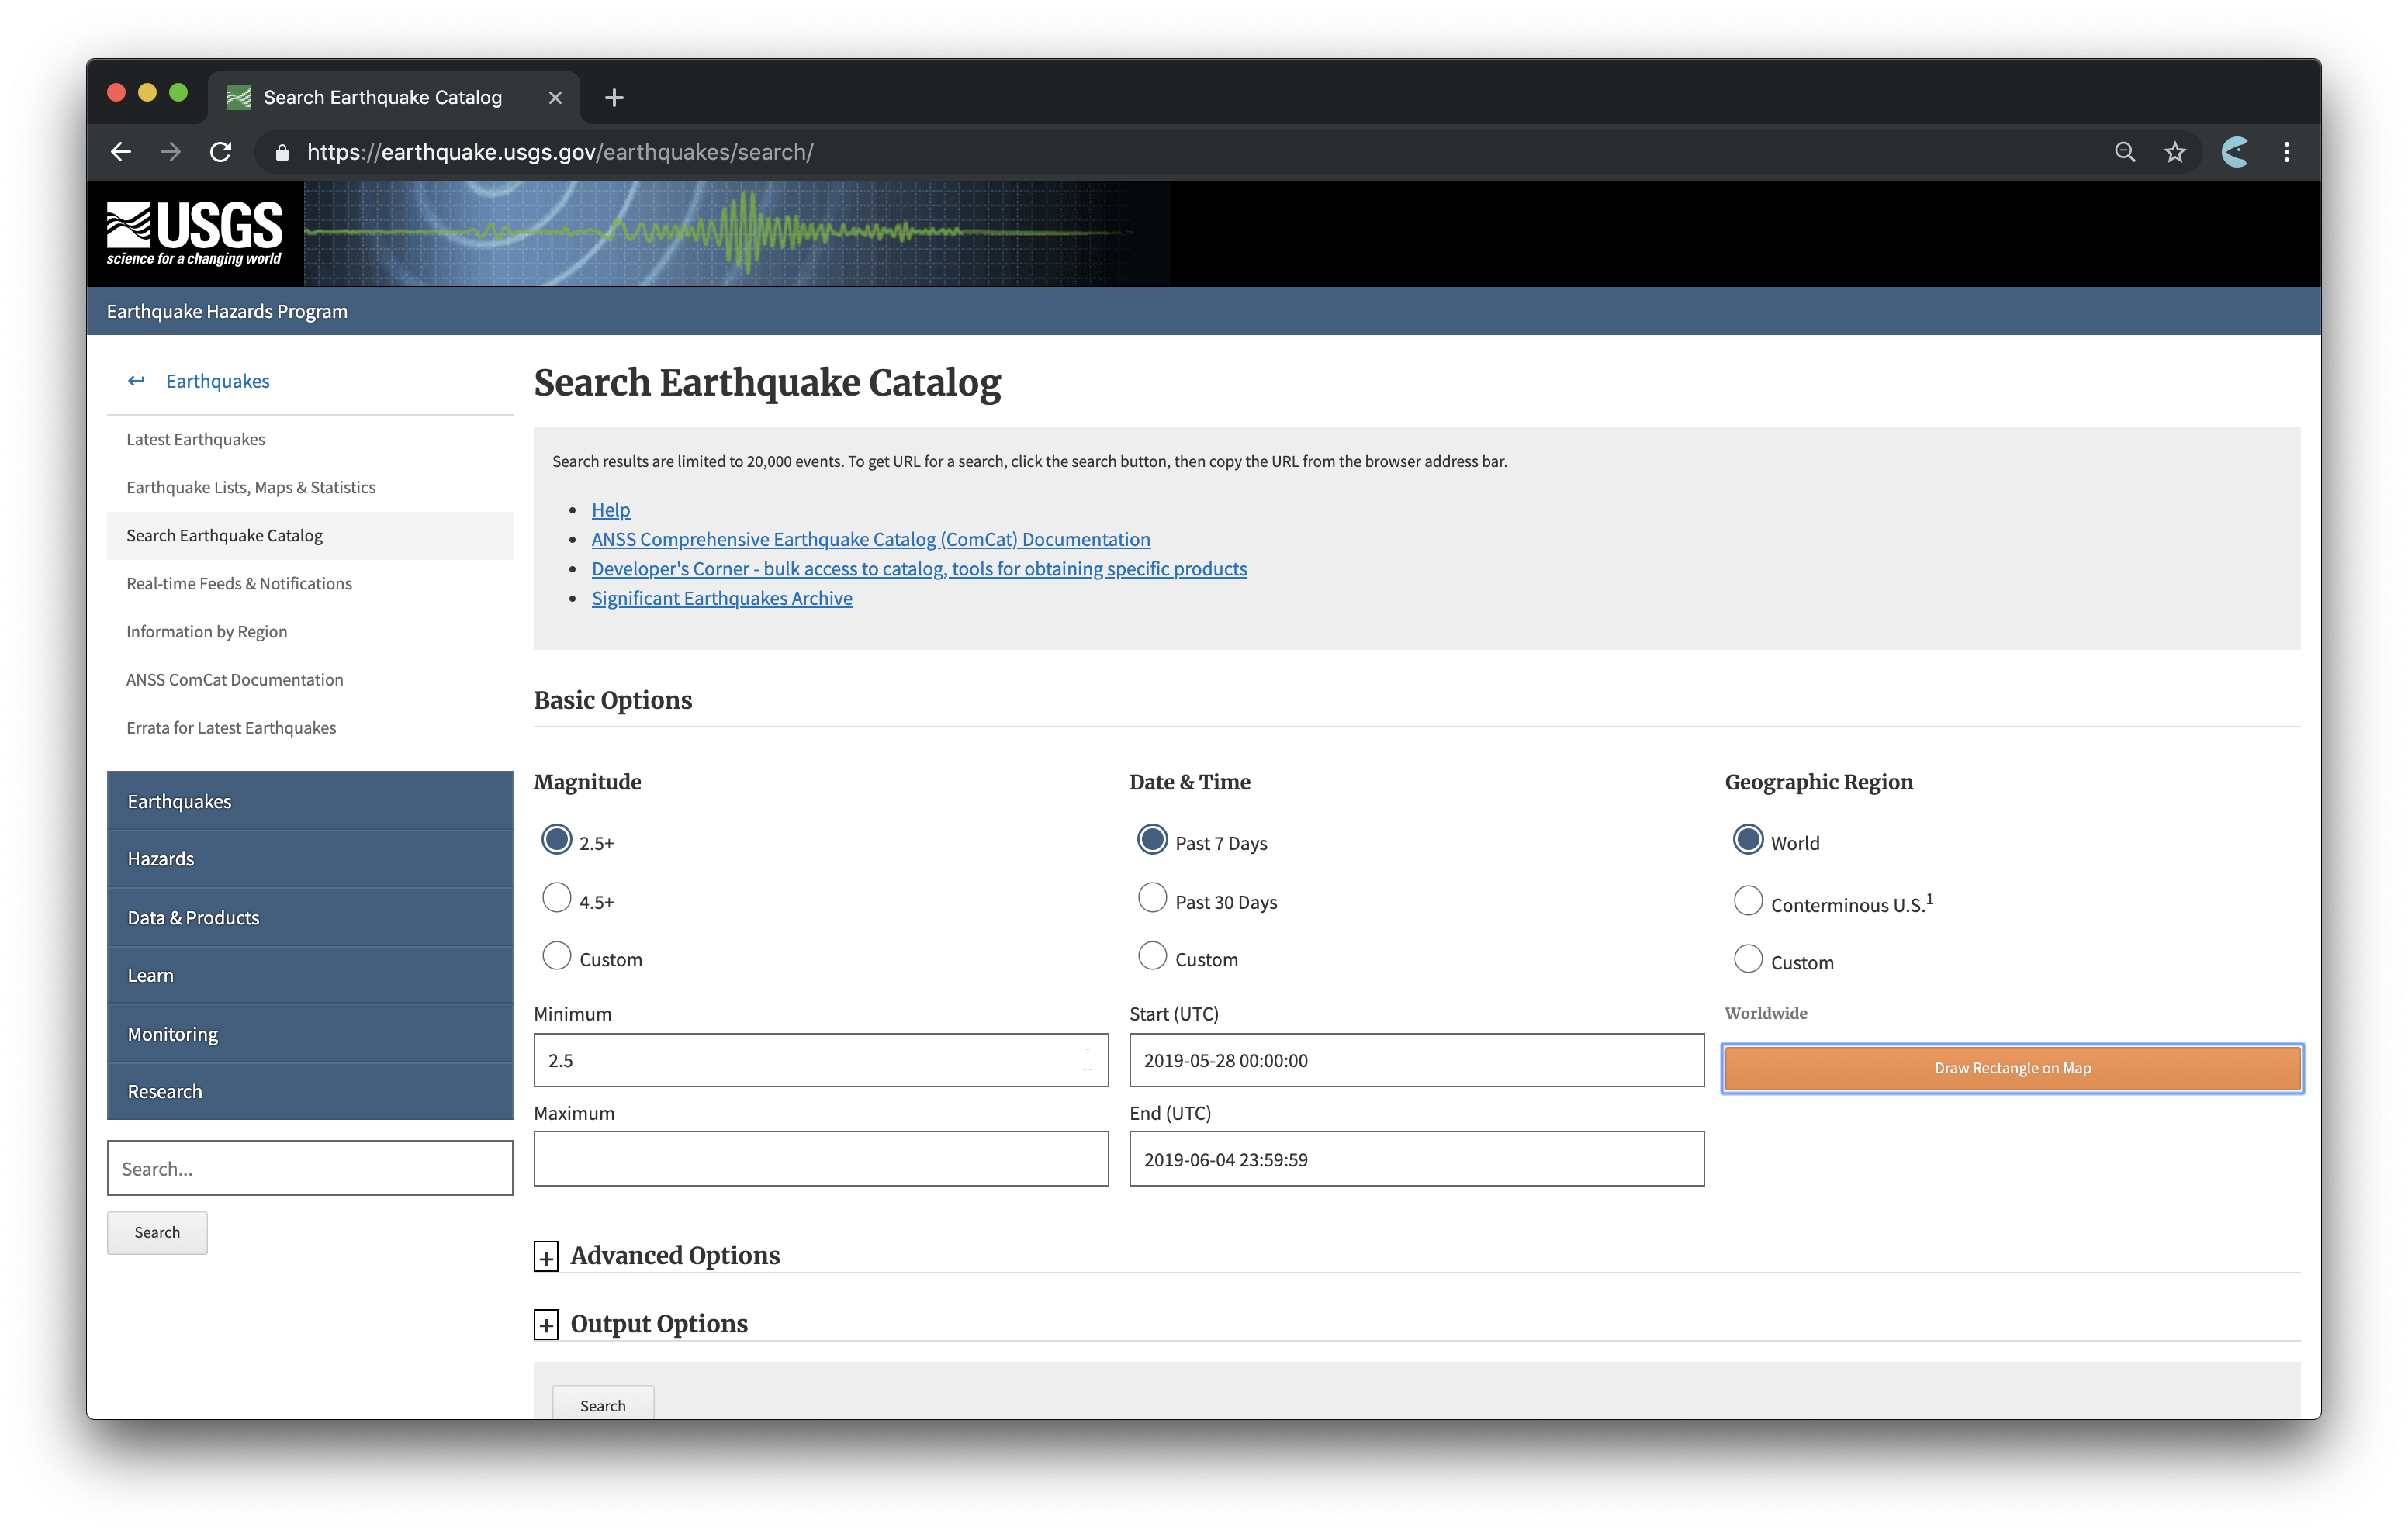 Search Earthquake Catalog
https://earthquake.usgs.gov/earthquakes/search/
USGS
science for a changing world
Earthquake Hazards Program
Earthquakes
Latest Earthquakes
Earthquake Lists, Maps & Statistics
Search Earthquake Catalog
Real-time Feeds & Notifications
Information by Region
ANSS ComCat Documentation
Errata for Latest Earthquakes
Earthquakes
Hazards
Data & Products
Learn
Monitoring
Research
Search...
Search
Search Earthquake Catalog
Search results are limited to 20,000 events. To get URL for a search, click the search button, then copy the URL from the browser address bar.
Help
ANSS Comprehensive Earthquake Catalog (ComCat) Documentation
Developer's Corner - bulk access to catalog, tools for obtaining specific products
Significant Earthquakes Archive
Basic Options
Magnitude
2.5+
4.5+
Custom
Minimum
2.5
Maximum
Date & Time
Past 7 Days
Past 30 Days
Custom
Start (UTC)
2019-05-28 00:00:00
End (UTC)
2019-06-04 23:59:59
Geographic Region
World
Conterminous U.S.¹
Custom
Worldwide
Draw Rectangle on Map
+ Advanced Options
+ Output Options
Search